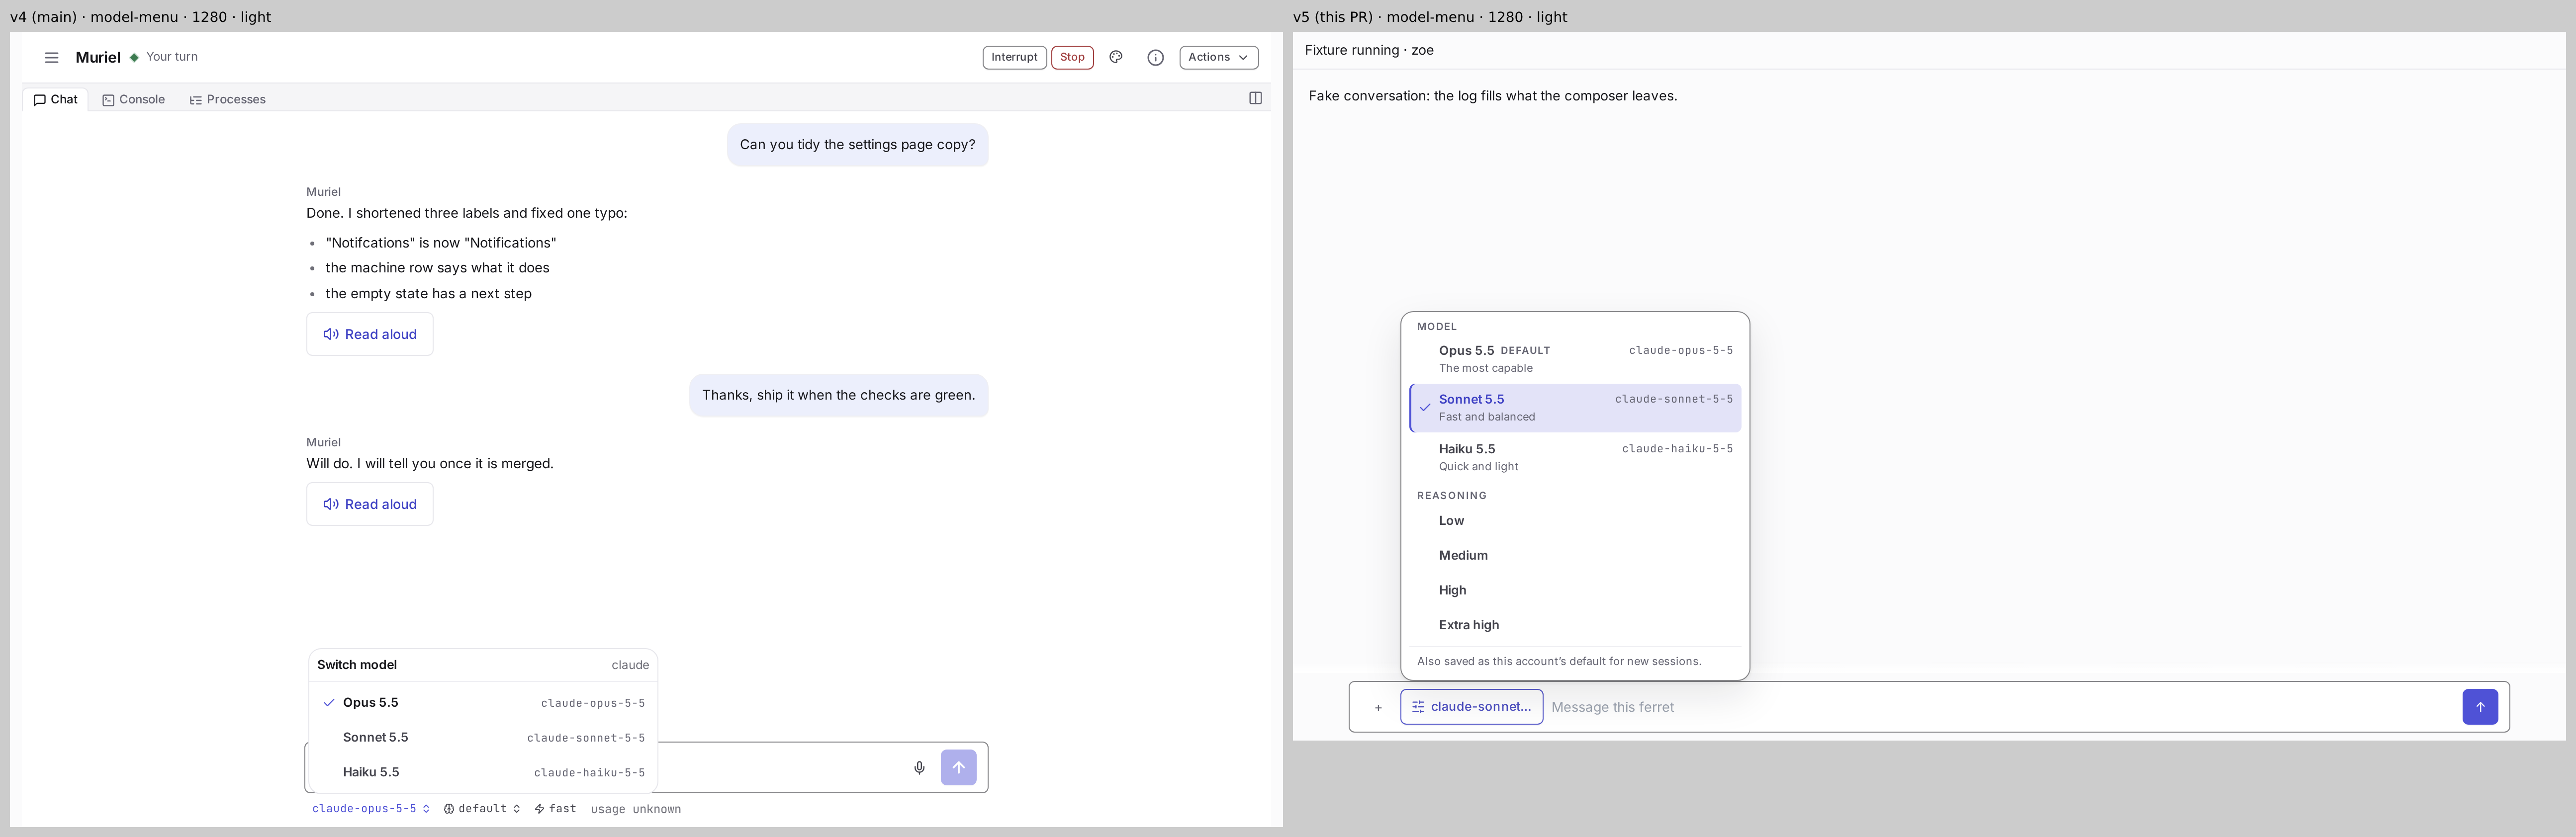 v4 (main) · model-menu · 1280 · light
Muriel
Your turn
Interrupt
Stop
Actions
Chat
Console
Processes
Can you tidy the settings page copy?
Muriel
Done. I shortened three labels and fixed one typo:
• "Notifcations" is now "Notifications"
• the machine row says what it does
• the empty state has a next step
Read aloud
Thanks, ship it when the checks are green.
Muriel
Will do. I will tell you once it is merged.
Read aloud
Switch model claude
Opus 5.5 claude-opus-5-5
Sonnet 5.5 claude-sonnet-5-5
Haiku 5.5 claude-haiku-5-5
claude-opus-5-5 default fast usage unknown
v5 (this PR) · model-menu · 1280 · light
Fixture running · zoe
Fake conversation: the log fills what the composer leaves.
MODEL
Opus 5.5 DEFAULT claude-opus-5-5
The most capable
Sonnet 5.5 claude-sonnet-5-5
Fast and balanced
Haiku 5.5 claude-haiku-5-5
Quick and light
REASONING
Low
Medium
High
Extra high
Also saved as this account’s default for new sessions.
+ claude-sonnet... Message this ferret